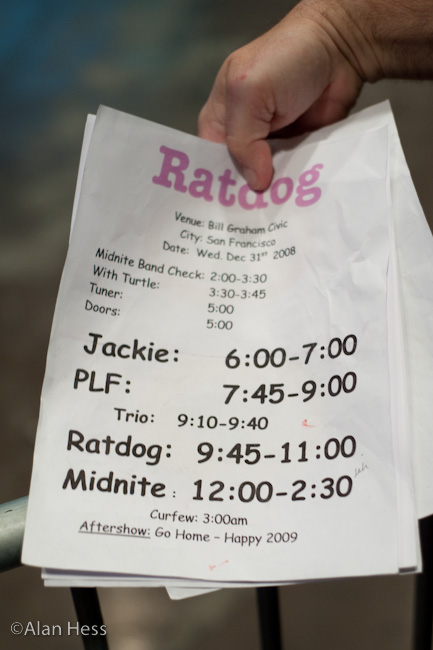 Ratdog
Venue: Bill Graham Civic
City: San Francisco
Date: Wed. Dec 31st 2008
Midnite Band Check: 2:00-3:30
With Turtle: 3:30-3:45
Tuner: 5:00
Doors: 5:00
Jackie: 6:00-7:00
PLF: 7:45-9:00
Trio: 9:10-9:40
Ratdog: 9:45-11:00
Midnite : 12:00-2:30
Curfew: 3:00am
Aftershow: Go Home - Happy 2009
©Alan Hess